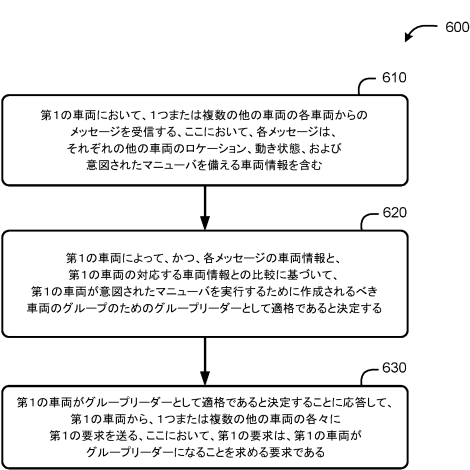 600
610
第1の車両において、1つまたは複数の他の車両の各車両からの
メッセージを受信する、ここにおいて、各メッセージは、
それぞれの他の車両のロケーション、動き状態、および
意図されたマニューバを備える車両情報を含む
620
第1の車両によって、かつ、各メッセージの車両情報と、
第1の車両の対応する車両情報との比較に基づいて、
第1の車両が意図されたマニューバを実行するために作成されるべき
車両のグループのためのグループリーダーとして適格であると決定する
630
第1の車両がグループリーダーとして適格であると決定することに応答して、
第1の車両から、1つまたは複数の他の車両の各々に
第1の要求を送る、ここにおいて、第1の要求は、第1の車両が
グループリーダーになることを求める要求である